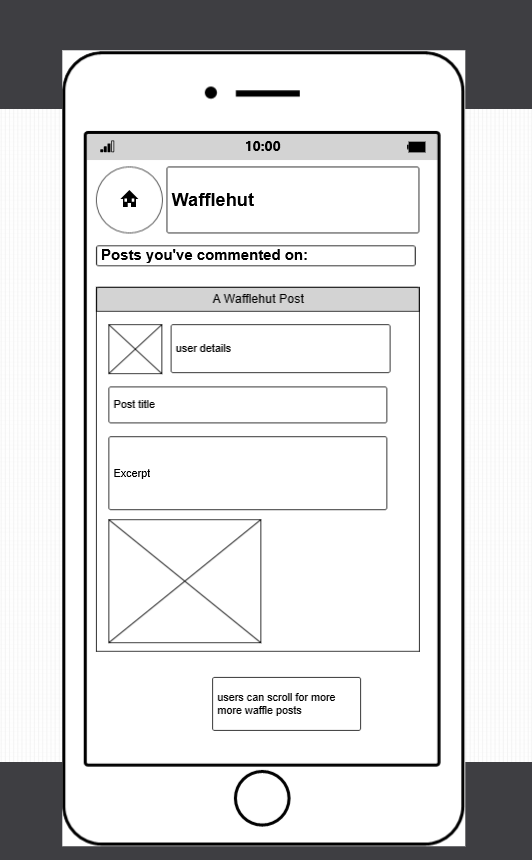 10:00
Wafflehut
Posts you've commented on:
A Wafflehut Post
user details
Post title
Excerpt
users can scroll for more
more waffle posts